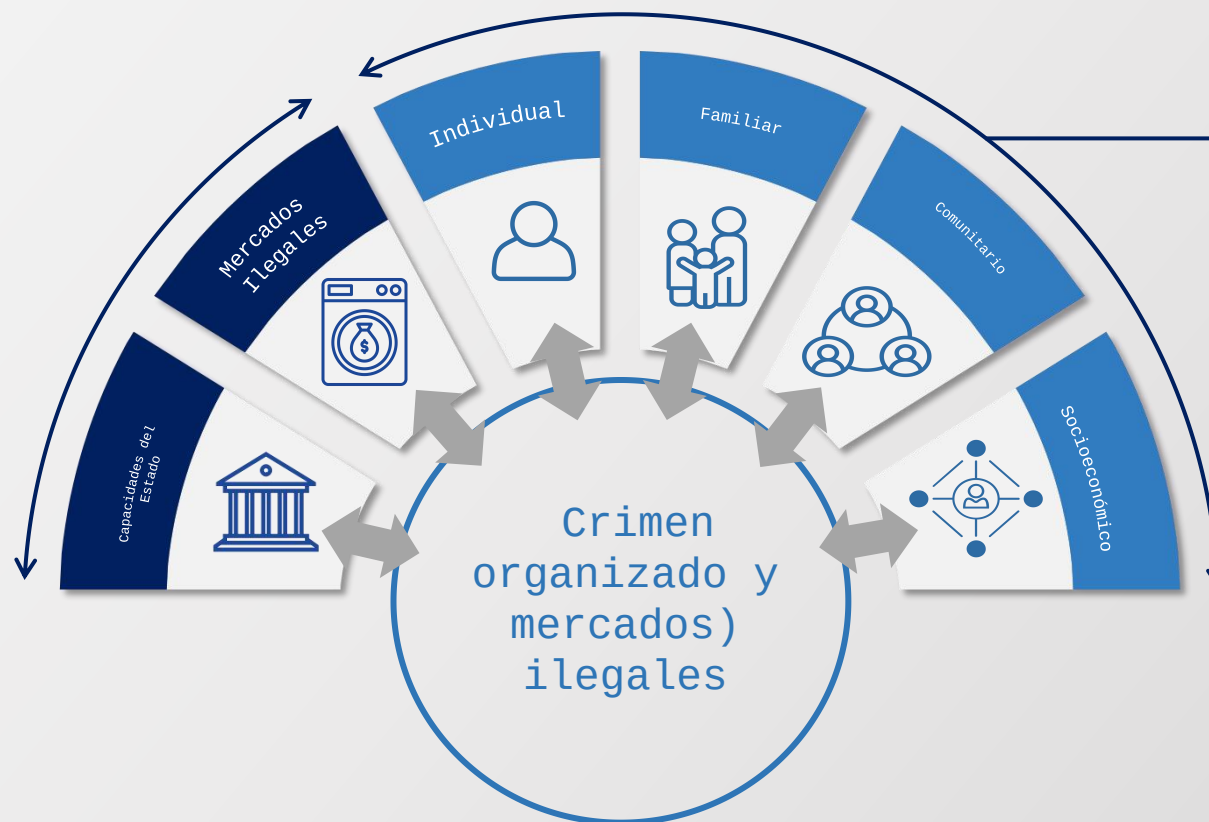 Individual
Familiar
Mercados
Ilegales
Comunitario
Capacidades del
Estado
Socioeconómico
$
Crimen
organizado y
mercados)
ilegales